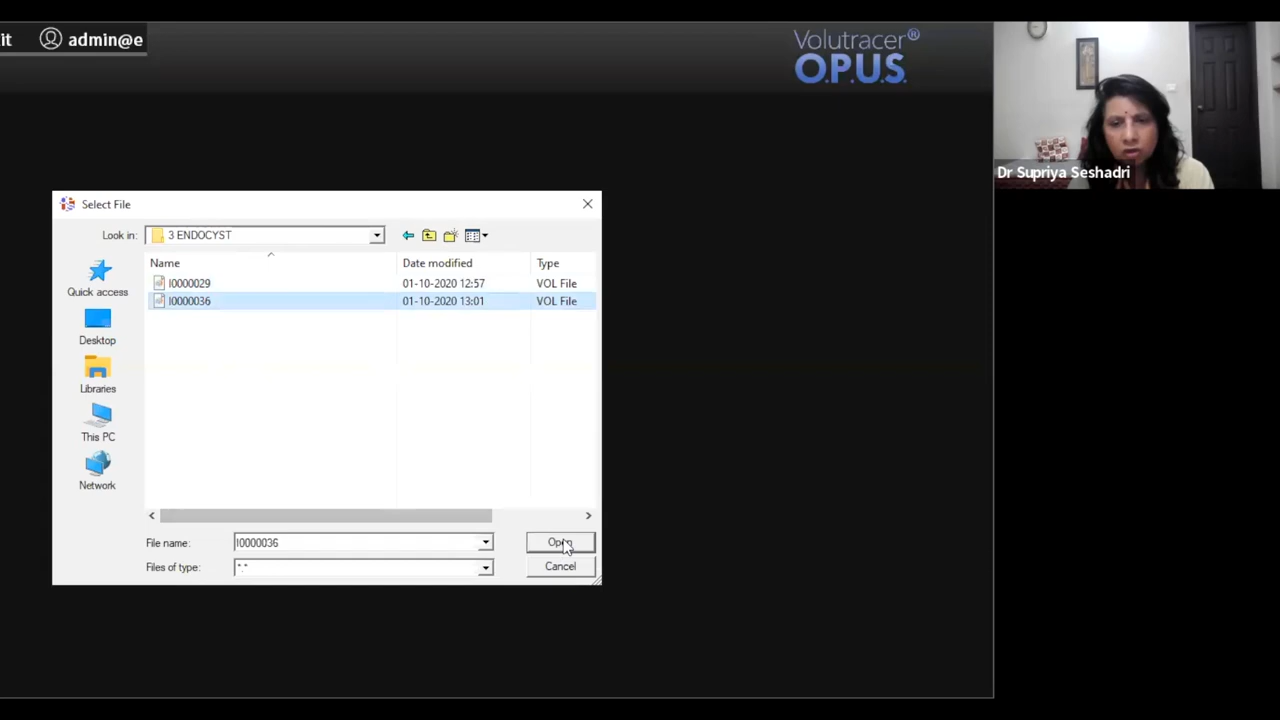 it admin@e
Volutracer®
O.P.U.S.
Dr Supriya Seshadri
Select File
Look in: 3 ENDOCYST
Name Date modified Type
I0000029 01-10-2020 12:57 VOL File
I0000036 01-10-2020 13:01 VOL File
Quick access
Desktop
Libraries
This PC
Network
File name: I0000036
Open
Files of type: *.*
Cancel